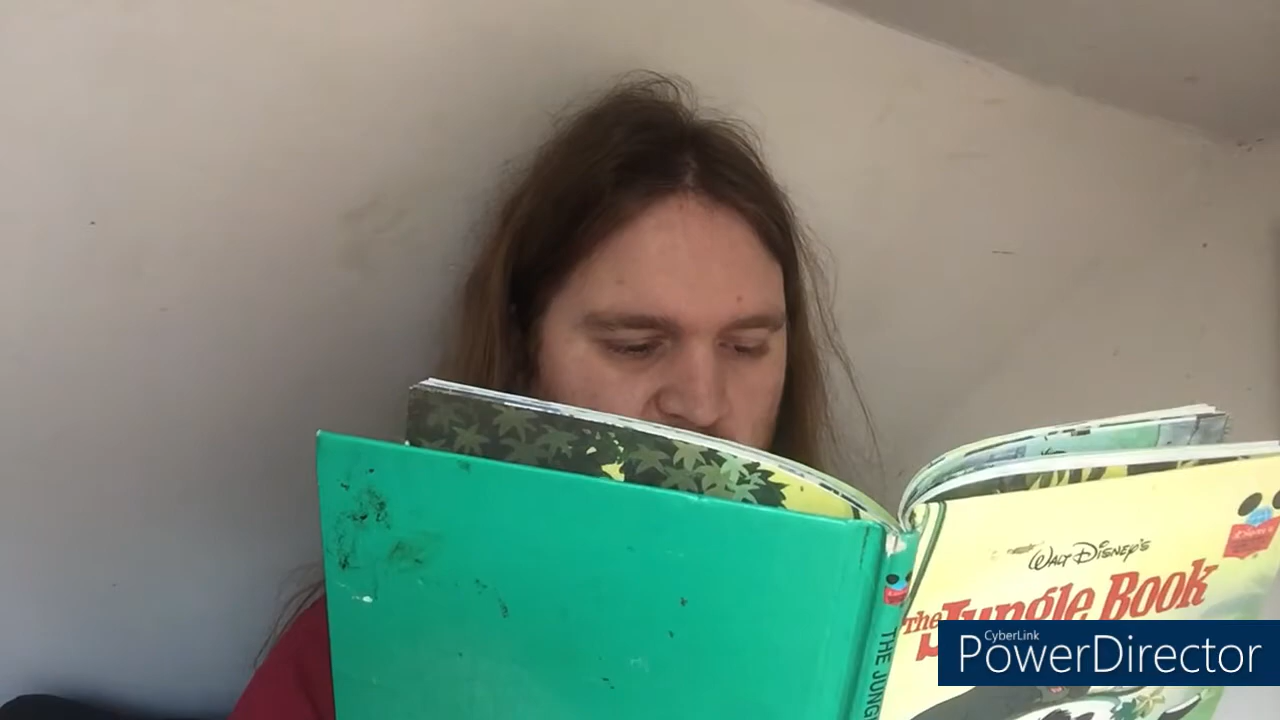 WALT DISNEY'S
The Jungle Book
THE JUNG
CyberLink
PowerDirector